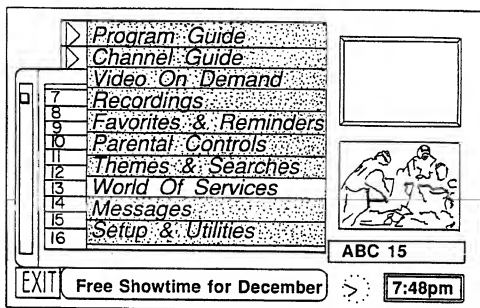 Program Guide
Channel Guide
Video On Demand
7 Recordings
8
9 Favorites & Reminders
10 Parental Controls
11
12 Themes & Searches
13 World Of Services
14
15 Messages
16 Setup & Utilities
ABC 15
EXIT Free Showtime for December 7:48pm